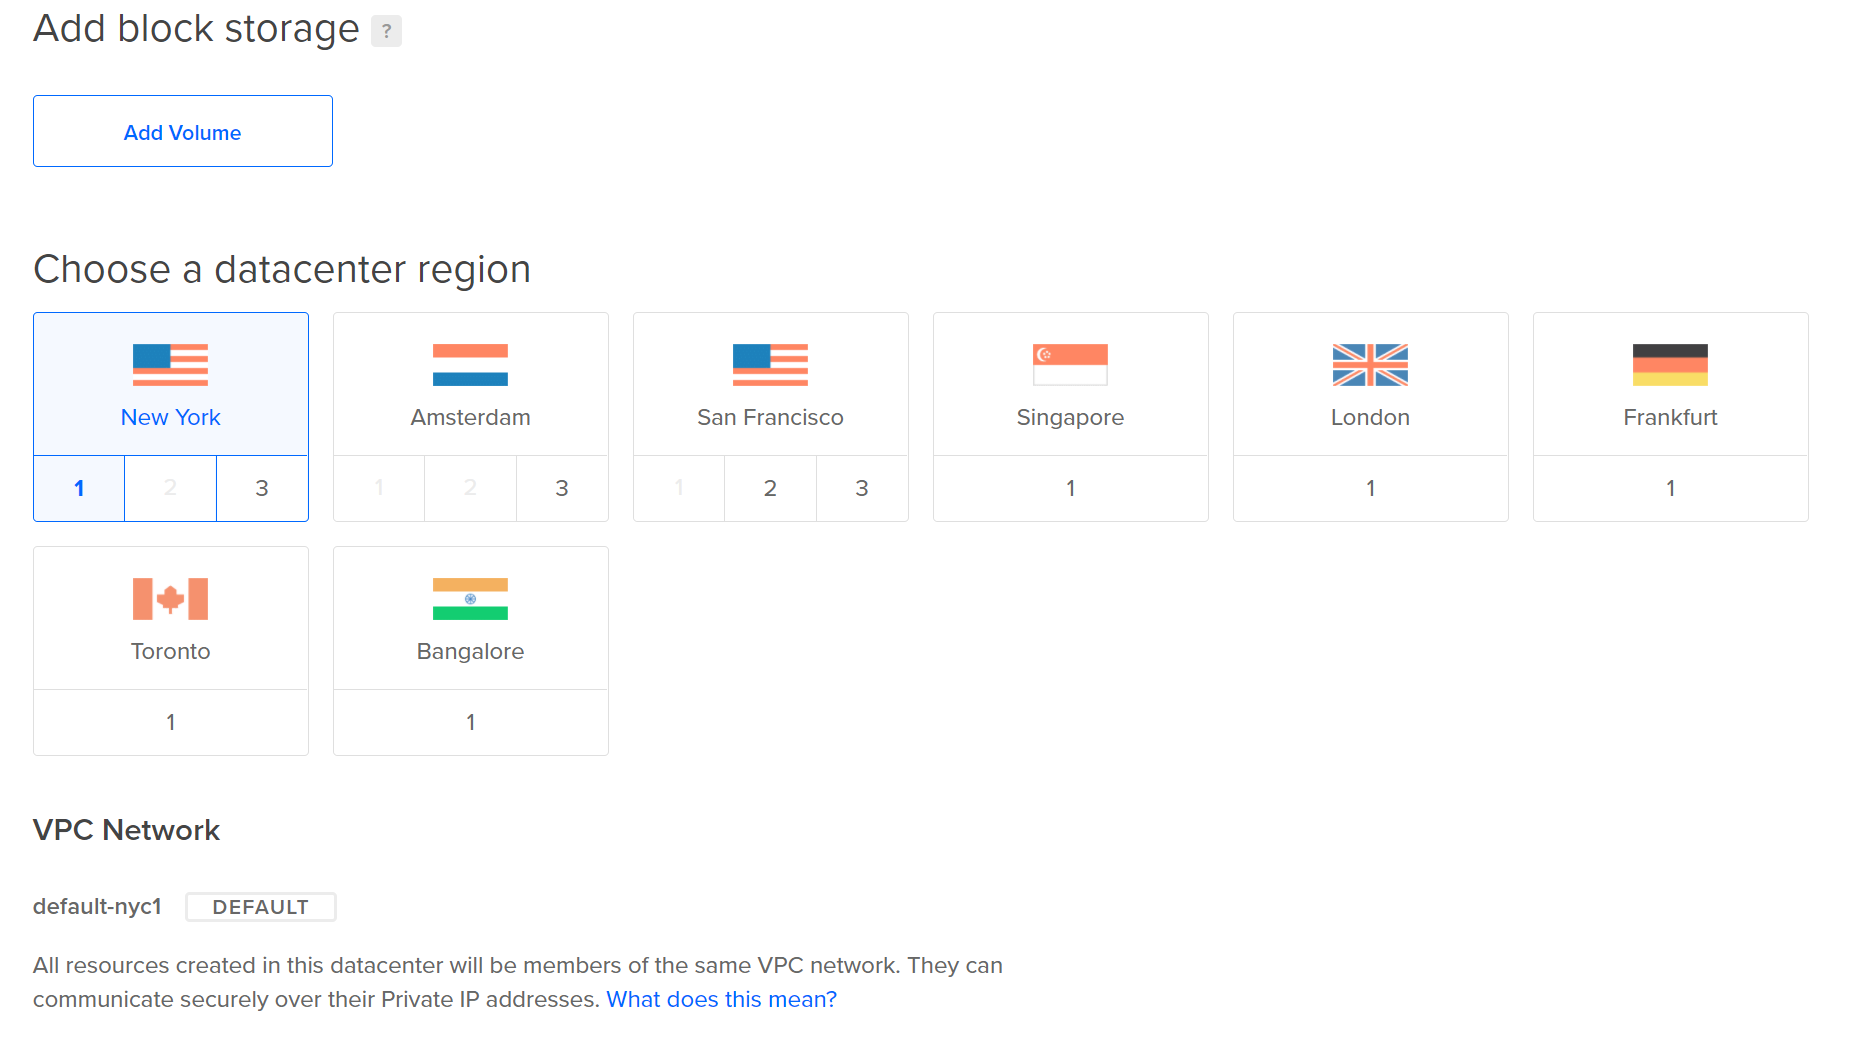 Add block storage ?
Add Volume
Choose a datacenter region
New York
1 2 3
Amsterdam
1 2 3
San Francisco
1 2 3
Singapore
1
London
1
Frankfurt
1
Toronto
1
Bangalore
1
VPC Network
default-nyc1 DEFAULT
All resources created in this datacenter will be members of the same VPC network. They can
communicate securely over their Private IP addresses. What does this mean?